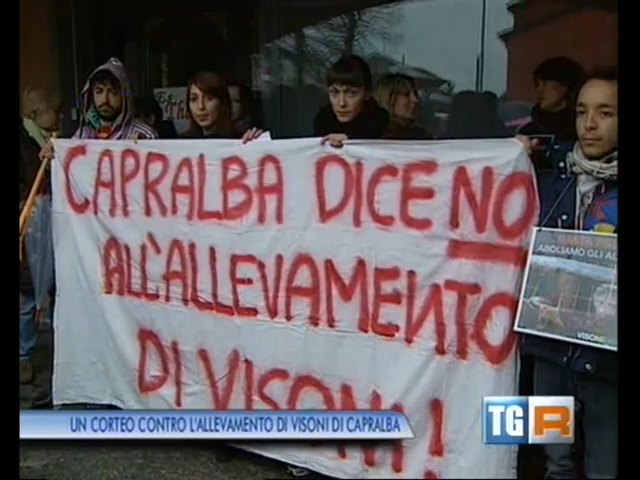 CAPRALBA DICE NO
ALL'ALLEVAMENTO
DI VISONI!
ABOLIAMO GLI
VISONI
UN CORTEO CONTRO L'ALLEVAMENTO DI VISONI DI CAPRALBA
TGR